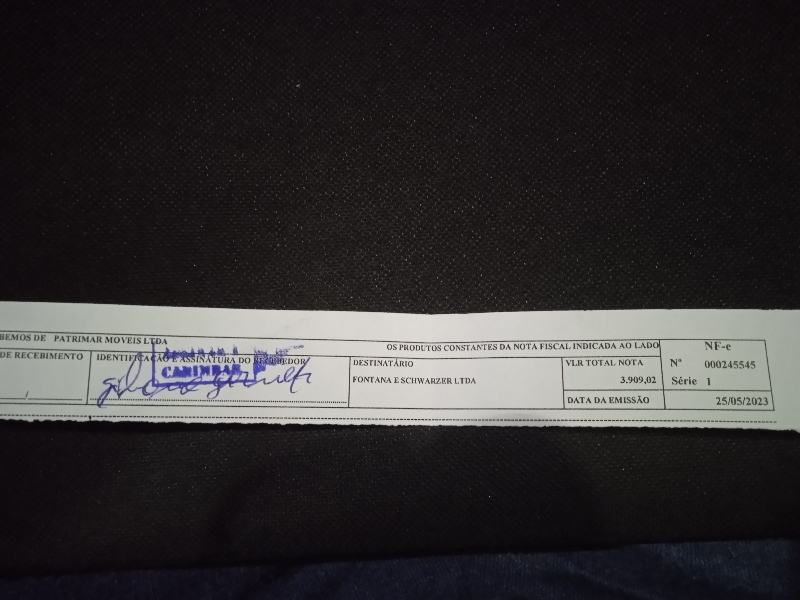 BEMOS DE PATRIMAR MOVEIS LTDA OS PRODUTOS CONSTANTES DA NOTA FISCAL INDICADA AO LADO
DE RECEBIMENTO
IDENTIFICAÇÃO E ASSINATURA DO RECEBEDOR
CARIMBAR
DESTINATÁRIO
FONTANA E SCHWARZER LTDA
VLR TOTAL NOTA
3.909,02
DATA DA EMISSÃO
25/05/2023
NF-e
Nº 000245545
Série 1